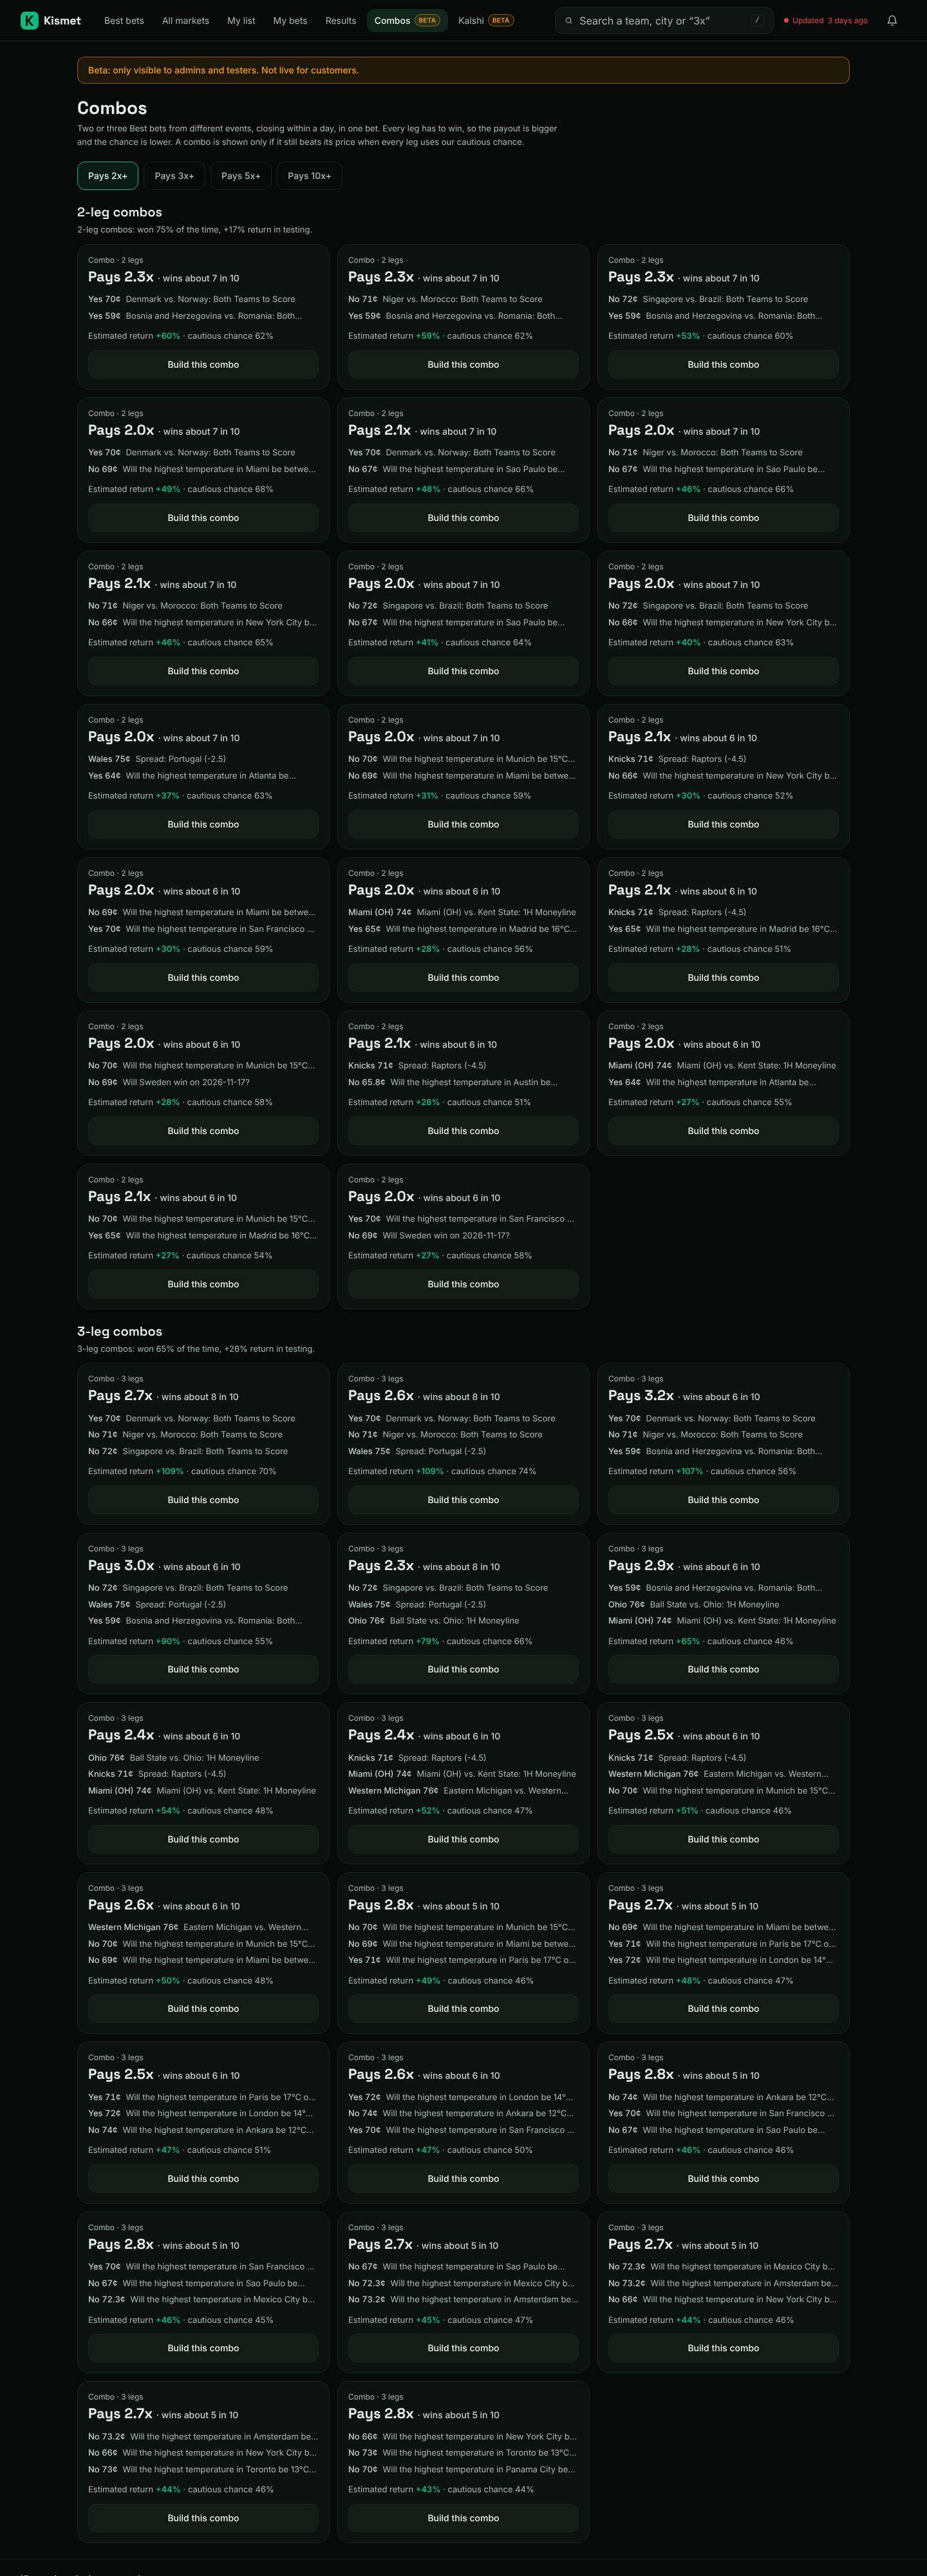 K Kismet Best bets All markets My list My bets Results Combos BETA Kalshi BETA Search a team, city or “3x” / Updated 3 days ago
Beta: only visible to admins and testers. Not live for customers.
Combos
Two or three Best bets from different events, closing within a day, in one bet. Every leg has to win, so the payout is bigger
and the chance is lower. A combo is shown only if it still beats its price when every leg uses our cautious chance.
Pays 2x+ Pays 3x+ Pays 5x+ Pays 10x+
2-leg combos
2-leg combos: won 75% of the time, +17% return in testing.
Combo · 2 legs
Pays 2.3x · wins about 7 in 10
Yes 70¢ Denmark vs. Norway: Both Teams to Score
Yes 59¢ Bosnia and Herzegovina vs. Romania: Both...
Estimated return +60% · cautious chance 62%
Build this combo
Combo · 2 legs
Pays 2.3x · wins about 7 in 10
No 71¢ Niger vs. Morocco: Both Teams to Score
Yes 59¢ Bosnia and Herzegovina vs. Romania: Both...
Estimated return +59% · cautious chance 62%
Build this combo
Combo · 2 legs
Pays 2.3x · wins about 7 in 10
No 72¢ Singapore vs. Brazil: Both Teams to Score
Yes 59¢ Bosnia and Herzegovina vs. Romania: Both...
Estimated return +53% · cautious chance 60%
Build this combo
Combo · 2 legs
Pays 2.0x · wins about 7 in 10
Yes 70¢ Denmark vs. Norway: Both Teams to Score
No 69¢ Will the highest temperature in Miami be betwe...
Estimated return +49% · cautious chance 68%
Build this combo
Combo · 2 legs
Pays 2.1x · wins about 7 in 10
Yes 70¢ Denmark vs. Norway: Both Teams to Score
No 67¢ Will the highest temperature in Sao Paulo be...
Estimated return +48% · cautious chance 66%
Build this combo
Combo · 2 legs
Pays 2.0x · wins about 7 in 10
No 71¢ Niger vs. Morocco: Both Teams to Score
No 67¢ Will the highest temperature in Sao Paulo be...
Estimated return +46% · cautious chance 66%
Build this combo
Combo · 2 legs
Pays 2.1x · wins about 7 in 10
No 71¢ Niger vs. Morocco: Both Teams to Score
No 66¢ Will the highest temperature in New York City b...
Estimated return +46% · cautious chance 65%
Build this combo
Combo · 2 legs
Pays 2.0x · wins about 7 in 10
No 72¢ Singapore vs. Brazil: Both Teams to Score
No 67¢ Will the highest temperature in Sao Paulo be...
Estimated return +41% · cautious chance 64%
Build this combo
Combo · 2 legs
Pays 2.0x · wins about 7 in 10
No 72¢ Singapore vs. Brazil: Both Teams to Score
No 66¢ Will the highest temperature in New York City b...
Estimated return +40% · cautious chance 63%
Build this combo
Combo · 2 legs
Pays 2.0x · wins about 7 in 10
Wales 75¢ Spread: Portugal (-2.5)
Yes 64¢ Will the highest temperature in Atlanta be...
Estimated return +37% · cautious chance 63%
Build this combo
Combo · 2 legs
Pays 2.0x · wins about 7 in 10
No 70¢ Will the highest temperature in Munich be 15°C...
No 69¢ Will the highest temperature in Miami be betwe...
Estimated return +31% · cautious chance 59%
Build this combo
Combo · 2 legs
Pays 2.1x · wins about 6 in 10
Knicks 71¢ Spread: Raptors (-4.5)
No 66¢ Will the highest temperature in New York City b...
Estimated return +30% · cautious chance 52%
Build this combo
Combo · 2 legs
Pays 2.0x · wins about 6 in 10
No 69¢ Will the highest temperature in Miami be betwe...
Yes 70¢ Will the highest temperature in San Francisco ...
Estimated return +30% · cautious chance 59%
Build this combo
Combo · 2 legs
Pays 2.0x · wins about 6 in 10
Miami (OH) 74¢ Miami (OH) vs. Kent State: 1H Moneyline
Yes 65¢ Will the highest temperature in Madrid be 16°C...
Estimated return +28% · cautious chance 56%
Build this combo
Combo · 2 legs
Pays 2.1x · wins about 6 in 10
Knicks 71¢ Spread: Raptors (-4.5)
Yes 65¢ Will the highest temperature in Madrid be 16°C...
Estimated return +28% · cautious chance 51%
Build this combo
Combo · 2 legs
Pays 2.0x · wins about 6 in 10
No 70¢ Will the highest temperature in Munich be 15°C...
No 69¢ Will Sweden win on 2026-11-17?
Estimated return +28% · cautious chance 58%
Build this combo
Combo · 2 legs
Pays 2.1x · wins about 6 in 10
Knicks 71¢ Spread: Raptors (-4.5)
No 65.8¢ Will the highest temperature in Austin be...
Estimated return +28% · cautious chance 51%
Build this combo
Combo · 2 legs
Pays 2.0x · wins about 6 in 10
Miami (OH) 74¢ Miami (OH) vs. Kent State: 1H Moneyline
Yes 64¢ Will the highest temperature in Atlanta be...
Estimated return +27% · cautious chance 55%
Build this combo
Combo · 2 legs
Pays 2.1x · wins about 6 in 10
No 70¢ Will the highest temperature in Munich be 15°C...
Yes 65¢ Will the highest temperature in Madrid be 16°C...
Estimated return +27% · cautious chance 54%
Build this combo
Combo · 2 legs
Pays 2.0x · wins about 6 in 10
Yes 70¢ Will the highest temperature in San Francisco ...
No 69¢ Will Sweden win on 2026-11-17?
Estimated return +27% · cautious chance 58%
Build this combo
3-leg combos
3-leg combos: won 65% of the time, +26% return in testing.
Combo · 3 legs
Pays 2.7x · wins about 8 in 10
Yes 70¢ Denmark vs. Norway: Both Teams to Score
No 71¢ Niger vs. Morocco: Both Teams to Score
No 72¢ Singapore vs. Brazil: Both Teams to Score
Estimated return +109% · cautious chance 70%
Build this combo
Combo · 3 legs
Pays 2.6x · wins about 8 in 10
Yes 70¢ Denmark vs. Norway: Both Teams to Score
No 71¢ Niger vs. Morocco: Both Teams to Score
Wales 75¢ Spread: Portugal (-2.5)
Estimated return +109% · cautious chance 74%
Build this combo
Combo · 3 legs
Pays 3.2x · wins about 6 in 10
Yes 70¢ Denmark vs. Norway: Both Teams to Score
No 71¢ Niger vs. Morocco: Both Teams to Score
Yes 59¢ Bosnia and Herzegovina vs. Romania: Both...
Estimated return +107% · cautious chance 56%
Build this combo
Combo · 3 legs
Pays 3.0x · wins about 6 in 10
No 72¢ Singapore vs. Brazil: Both Teams to Score
Wales 75¢ Spread: Portugal (-2.5)
Yes 59¢ Bosnia and Herzegovina vs. Romania: Both...
Estimated return +90% · cautious chance 55%
Build this combo
Combo · 3 legs
Pays 2.3x · wins about 8 in 10
No 72¢ Singapore vs. Brazil: Both Teams to Score
Wales 75¢ Spread: Portugal (-2.5)
Ohio 76¢ Ball State vs. Ohio: 1H Moneyline
Estimated return +79% · cautious chance 66%
Build this combo
Combo · 3 legs
Pays 2.9x · wins about 6 in 10
Yes 59¢ Bosnia and Herzegovina vs. Romania: Both...
Ohio 76¢ Ball State vs. Ohio: 1H Moneyline
Miami (OH) 74¢ Miami (OH) vs. Kent State: 1H Moneyline
Estimated return +65% · cautious chance 46%
Build this combo
Combo · 3 legs
Pays 2.4x · wins about 6 in 10
Ohio 76¢ Ball State vs. Ohio: 1H Moneyline
Knicks 71¢ Spread: Raptors (-4.5)
Miami (OH) 74¢ Miami (OH) vs. Kent State: 1H Moneyline
Estimated return +54% · cautious chance 48%
Build this combo
Combo · 3 legs
Pays 2.4x · wins about 6 in 10
Knicks 71¢ Spread: Raptors (-4.5)
Miami (OH) 74¢ Miami (OH) vs. Kent State: 1H Moneyline
Western Michigan 76¢ Eastern Michigan vs. Western...
Estimated return +52% · cautious chance 47%
Build this combo
Combo · 3 legs
Pays 2.5x · wins about 6 in 10
Knicks 71¢ Spread: Raptors (-4.5)
Western Michigan 76¢ Eastern Michigan vs. Western...
No 70¢ Will the highest temperature in Munich be 15°C...
Estimated return +51% · cautious chance 46%
Build this combo
Combo · 3 legs
Pays 2.6x · wins about 6 in 10
Western Michigan 76¢ Eastern Michigan vs. Western...
No 70¢ Will the highest temperature in Munich be 15°C...
No 69¢ Will the highest temperature in Miami be betwe...
Estimated return +50% · cautious chance 48%
Build this combo
Combo · 3 legs
Pays 2.8x · wins about 5 in 10
No 70¢ Will the highest temperature in Munich be 15°C...
No 69¢ Will the highest temperature in Miami be betwe...
Yes 71¢ Will the highest temperature in Paris be 17°C o...
Estimated return +49% · cautious chance 46%
Build this combo
Combo · 3 legs
Pays 2.7x · wins about 5 in 10
No 69¢ Will the highest temperature in Miami be betwe...
Yes 71¢ Will the highest temperature in Paris be 17°C o...
Yes 72¢ Will the highest temperature in London be 14°...
Estimated return +48% · cautious chance 47%
Build this combo
Combo · 3 legs
Pays 2.5x · wins about 6 in 10
Yes 71¢ Will the highest temperature in Paris be 17°C o...
Yes 72¢ Will the highest temperature in London be 14°...
No 74¢ Will the highest temperature in Ankara be 12°C...
Estimated return +47% · cautious chance 51%
Build this combo
Combo · 3 legs
Pays 2.6x · wins about 6 in 10
Yes 72¢ Will the highest temperature in London be 14°...
No 74¢ Will the highest temperature in Ankara be 12°C...
Yes 70¢ Will the highest temperature in San Francisco ...
Estimated return +47% · cautious chance 50%
Build this combo
Combo · 3 legs
Pays 2.8x · wins about 5 in 10
No 74¢ Will the highest temperature in Ankara be 12°C...
Yes 70¢ Will the highest temperature in San Francisco ...
No 67¢ Will the highest temperature in Sao Paulo be...
Estimated return +46% · cautious chance 46%
Build this combo
Combo · 3 legs
Pays 2.8x · wins about 5 in 10
Yes 70¢ Will the highest temperature in San Francisco ...
No 67¢ Will the highest temperature in Sao Paulo be...
No 72.3¢ Will the highest temperature in Mexico City b...
Estimated return +46% · cautious chance 45%
Build this combo
Combo · 3 legs
Pays 2.7x · wins about 5 in 10
No 67¢ Will the highest temperature in Sao Paulo be...
No 72.3¢ Will the highest temperature in Mexico City b...
No 73.2¢ Will the highest temperature in Amsterdam be...
Estimated return +45% · cautious chance 47%
Build this combo
Combo · 3 legs
Pays 2.7x · wins about 5 in 10
No 72.3¢ Will the highest temperature in Mexico City b...
No 73.2¢ Will the highest temperature in Amsterdam be...
No 66¢ Will the highest temperature in New York City b...
Estimated return +44% · cautious chance 46%
Build this combo
Combo · 3 legs
Pays 2.7x · wins about 5 in 10
No 73.2¢ Will the highest temperature in Amsterdam be...
No 66¢ Will the highest temperature in New York City b...
No 73¢ Will the highest temperature in Toronto be 13°C...
Estimated return +44% · cautious chance 46%
Build this combo
Combo · 3 legs
Pays 2.8x · wins about 5 in 10
No 66¢ Will the highest temperature in New York City b...
No 73¢ Will the highest temperature in Toronto be 13°C...
No 70¢ Will the highest temperature in Panama City be...
Estimated return +43% · cautious chance 44%
Build this combo